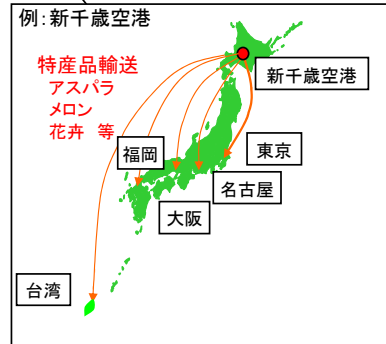 例：新千歳空港
特産品輸送
アスパラ
メロン
花卉 等
新千歳空港
福岡
東京
名古屋
大阪
台湾